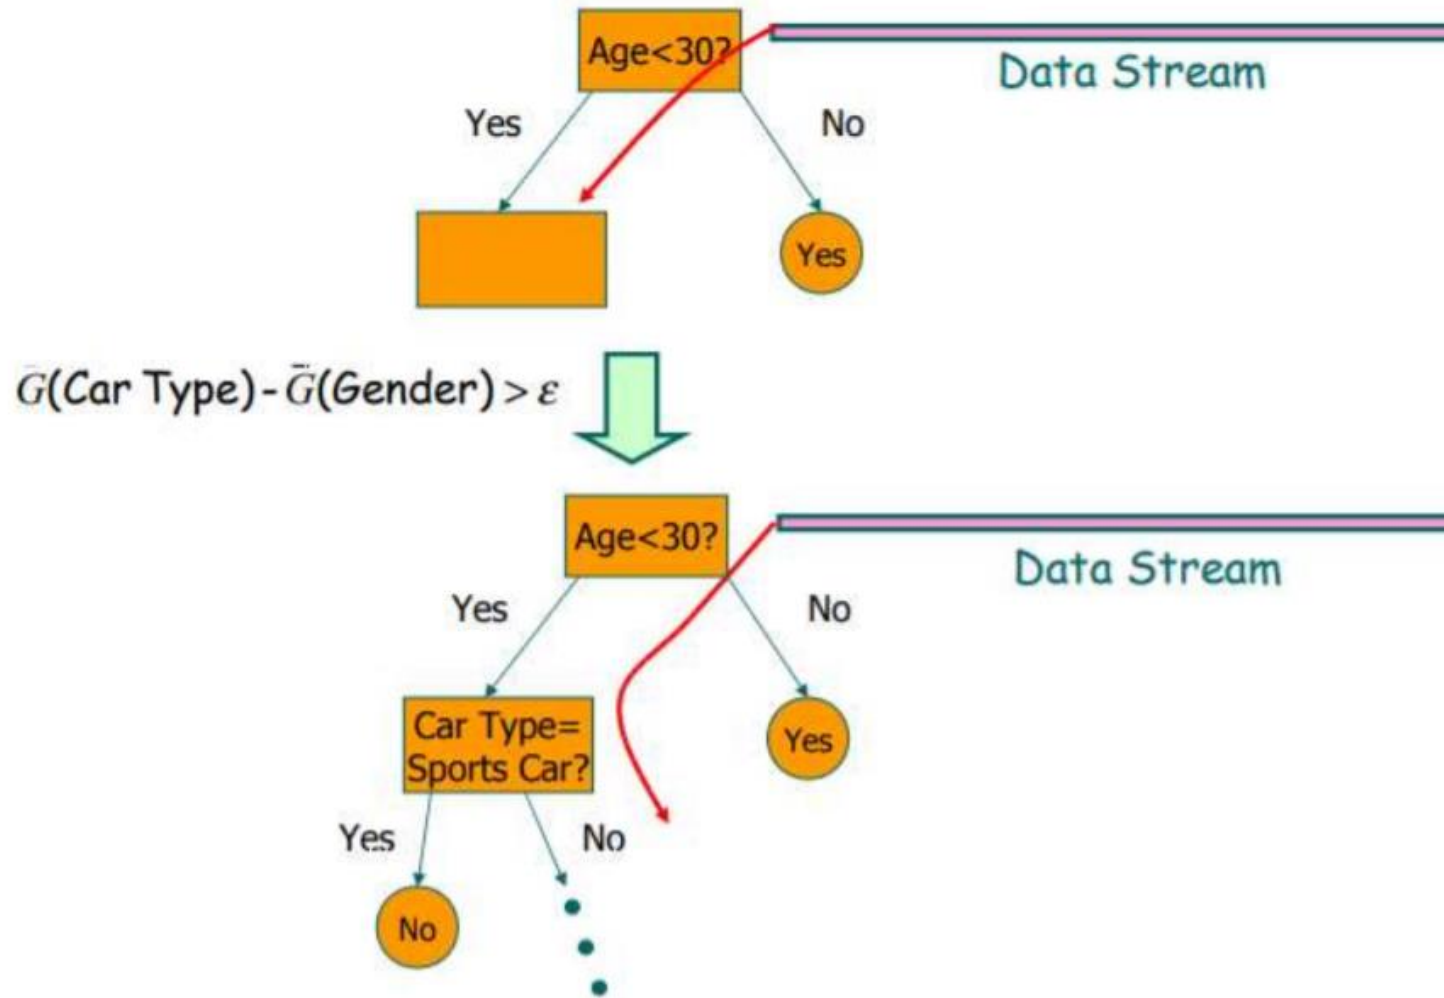 Age<30?
Data Stream
Yes
No
Yes
G̅(Car Type) - G̅(Gender) > ε
Age<30?
Data Stream
Yes
No
Car Type=
Sports Car?
Yes
Yes
No
No